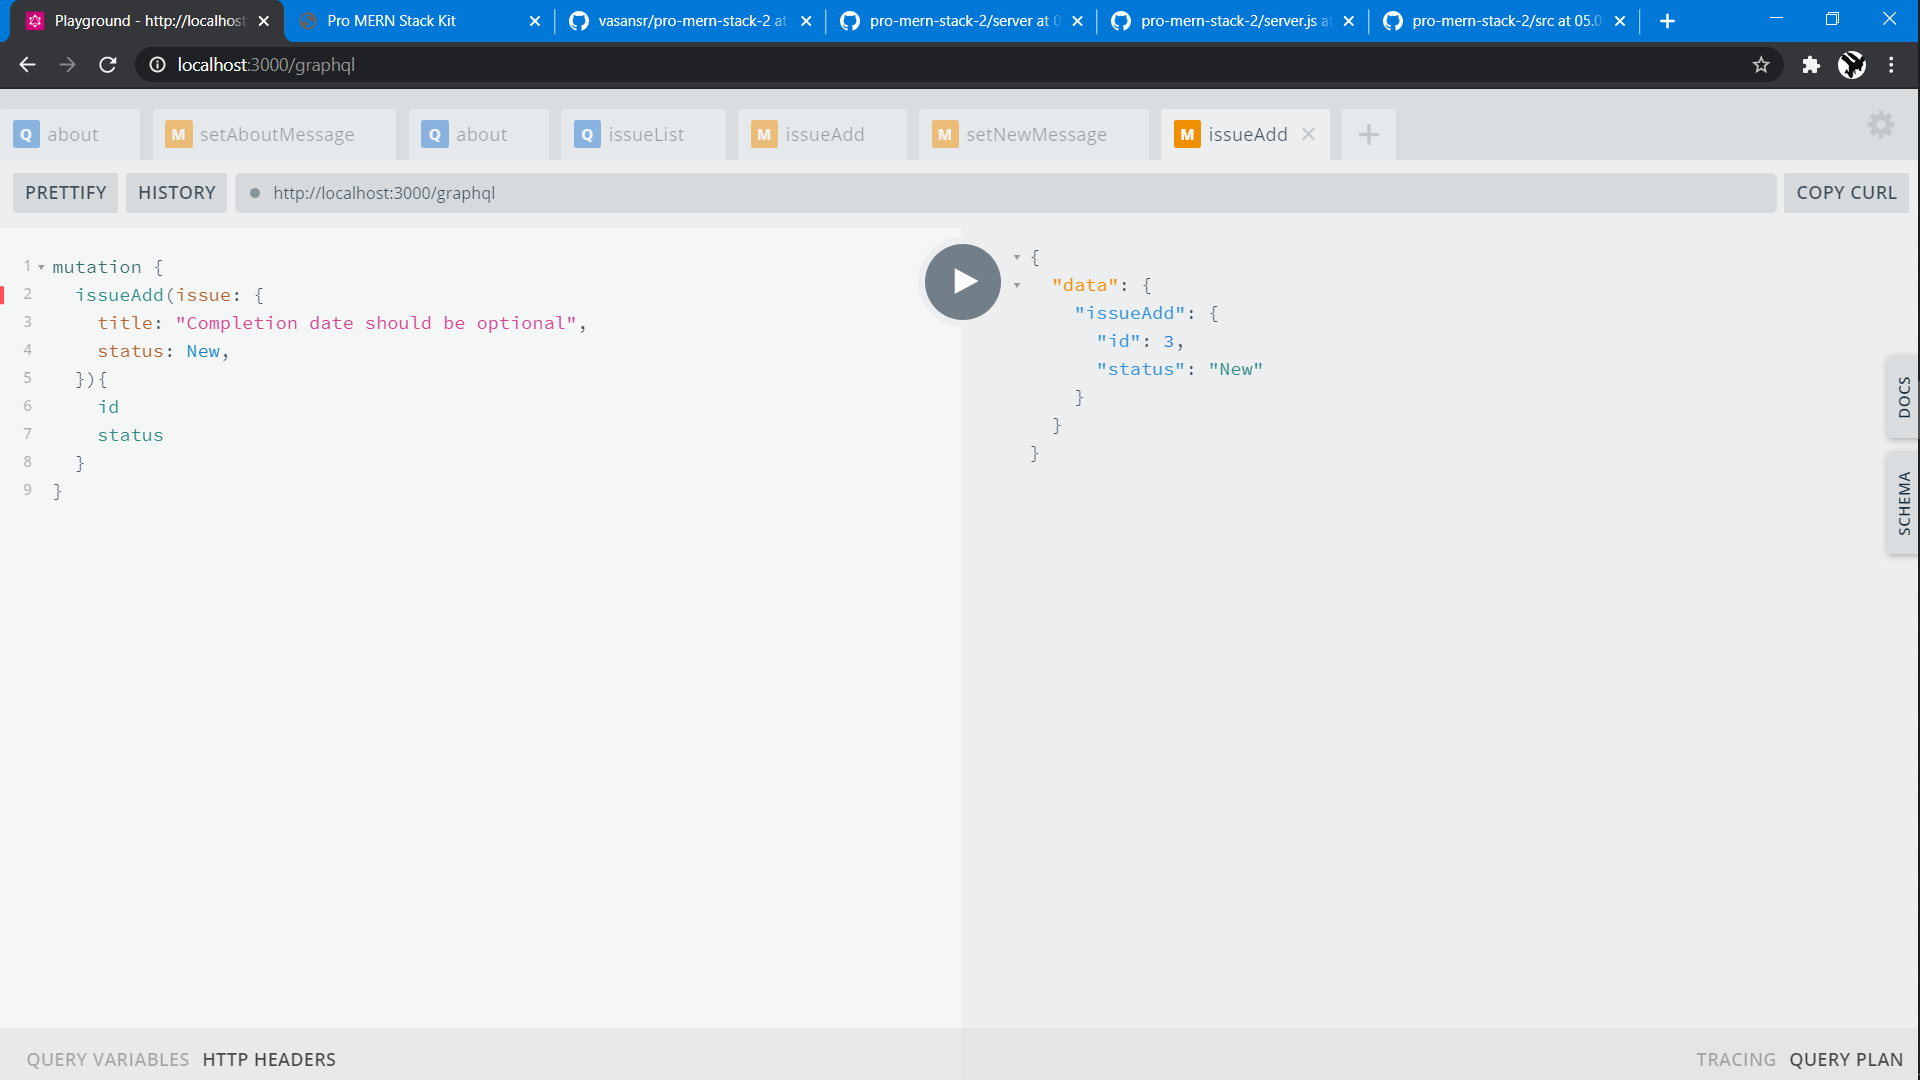 Playground - http://localhost
Pro MERN Stack Kit
vasansr/pro-mern-stack-2 at
pro-mern-stack-2/server at 0
pro-mern-stack-2/server.js at
pro-mern-stack-2/src at 05.0
localhost:3000/graphql
Q about
M setAboutMessage
Q about
Q issueList
M issueAdd
M setNewMessage
M issueAdd
PRETTIFY
HISTORY
http://localhost:3000/graphql
COPY CURL
1 mutation {
2 issueAdd(issue: {
3 title: "Completion date should be optional",
4 status: New,
5 }){
6 id
7 status
8 }
9 }
{
"data": {
"issueAdd": {
"id": 3,
"status": "New"
}
}
}
DOCS
SCHEMA
QUERY VARIABLES
HTTP HEADERS
TRACING
QUERY PLAN